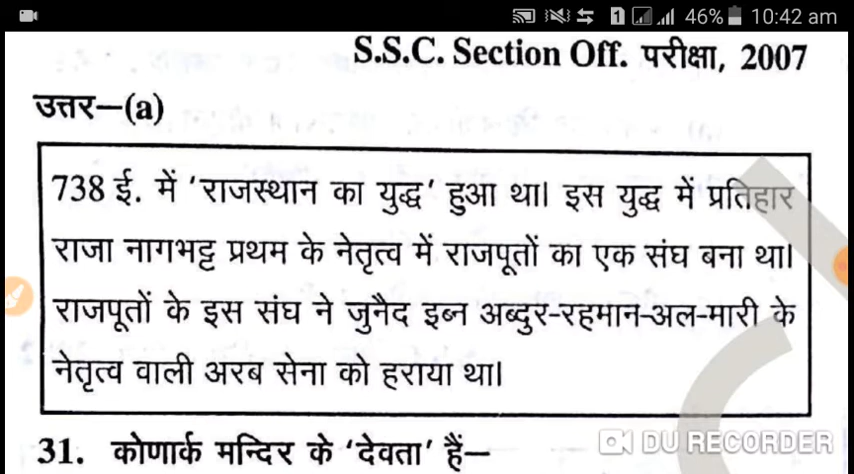 46% 10:42 am
S.S.C. Section Off. परीक्षा, 2007
उत्तर–(a)
738 ई. में ‘राजस्थान का युद्ध’ हुआ था। इस युद्ध में प्रतिहार
राजा नागभट्ट प्रथम के नेतृत्व में राजपूतों का एक संघ बना था।
राजपूतों के इस संघ ने जुनैद इब्न अब्दुर-रहमान-अल-मारी के
नेतृत्व वाली अरब सेना को हराया था।
31. कोणार्क मन्दिर के ‘देवता’ हैं–
DU RECORDER